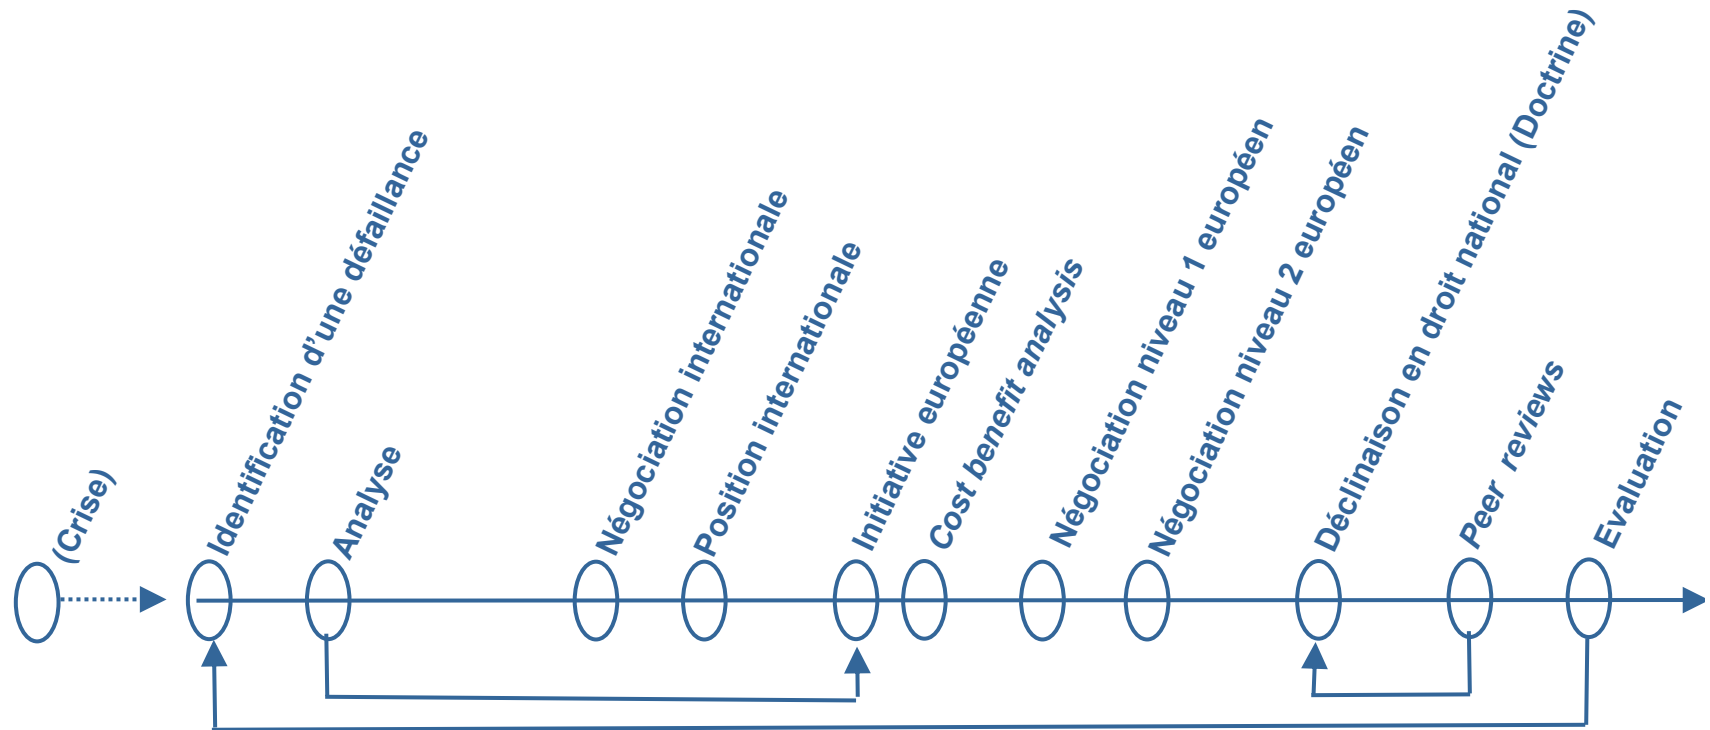 (Crise)
Identification d'une défaillance
Analyse
Négociation internationale
Position internationale
Initiative européenne
Cost benefit analysis
Négociation niveau 1 européen
Négociation niveau 2 européen
Déclinaison en droit national (Doctrine)
Peer reviews
Evaluation